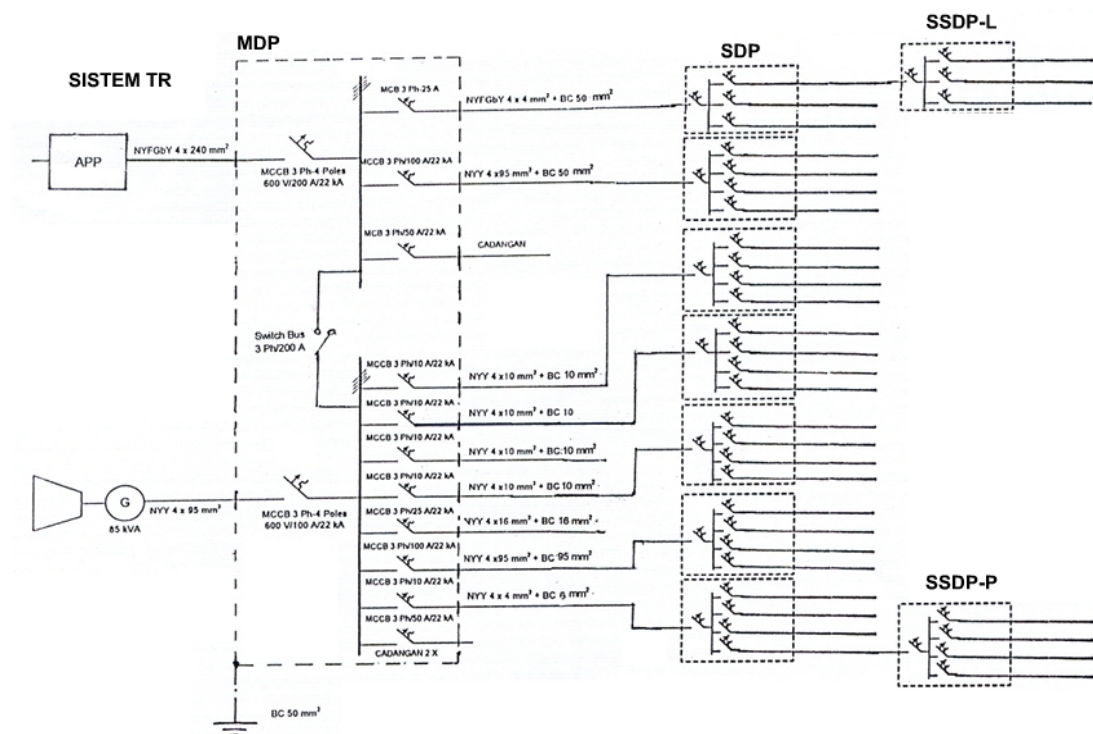 SSDP-L
MDP
SDP
SISTEM TR
MCB 3 Ph-25 A
NYFGbY 4 x 4 mm² + BC 50 mm²
NYFGbY 4 x 240 mm²
APP
MCCB 3 Ph-4 Poles
600 V/200 A/22 kA
MCCB 3 Ph/100 A/22 kA
NYY 4 x95 mm² + BC 50 mm²
MCB 3 Ph/50 A/22 kA
CADANGAN
Switch Bus
3 Ph/200 A
MCCB 3 Ph/10 A/22 kA
NYY 4 x10 mm² + BC 10 mm²
MCCB 3 Ph/10 A/22 kA
NYY 4 x10 mm² + BC 10
MCCB 3 Ph/10 A/22 kA
NYY 4 x10 mm² + BC:10 mm²
MCCB 3 Ph/10 A/22 kA
NYY 4 x10 mm² + BC 10 mm²
G
85 kVA
NYY 4 x 95 mm²
MCCB 3 Ph-4 Poles
600 V/100 A/22 kA
MCCB 3 Ph/25 A/22 kA
NYY 4 x16 mm² + BC 16 mm²
MCCB 3 Ph/100 A/22 kA
NYY 4 x95 mm² + BC 95 mm²
MCCB 3 Ph/10 A/22 kA
NYY 4 x 4 mm² + BC 6 mm²
SSDP-P
MCCB 3 Ph/50 A/22 kA
CADANGAN 2 X
BC 50 mm²